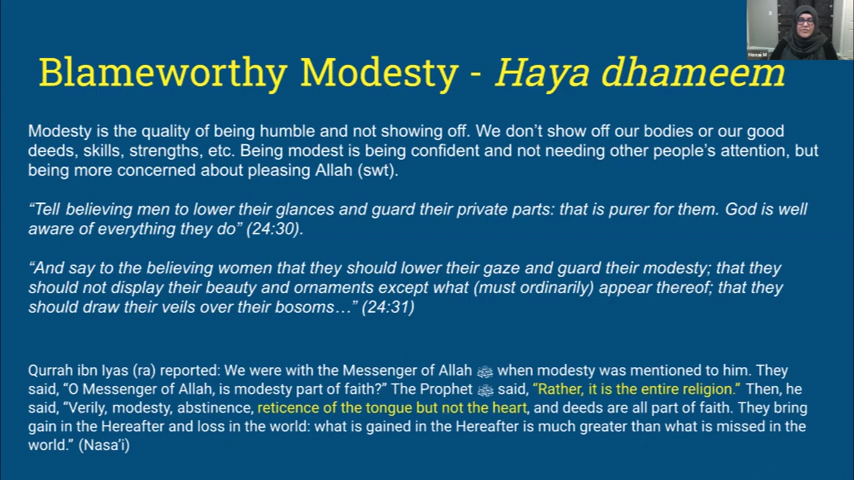 Blameworthy Modesty - Haya dhameem
Modesty is the quality of being humble and not showing off. We don't show off our bodies or our good
deeds, skills, strengths, etc. Being modest is being confident and not needing other people's attention, but
being more concerned about pleasing Allah (swt).
“Tell believing men to lower their glances and guard their private parts: that is purer for them. God is well
aware of everything they do” (24:30).
“And say to the believing women that they should lower their gaze and guard their modesty; that they
should not display their beauty and ornaments except what (must ordinarily) appear thereof; that they
should draw their veils over their bosoms…” (24:31)
Qurrah ibn Iyas (ra) reported: We were with the Messenger of Allah ﷺ when modesty was mentioned to him. They
said, “O Messenger of Allah, is modesty part of faith?” The Prophet ﷺ said, “Rather, it is the entire religion.” Then, he
said, “Verily, modesty, abstinence, reticence of the tongue but not the heart, and deeds are all part of faith. They bring
gain in the Hereafter and loss in the world: what is gained in the Hereafter is much greater than what is missed in the
world.” (Nasa'i)